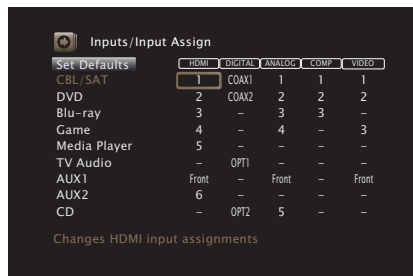 Inputs/Input Assign
Set Defaults HDMI DIGITAL ANALOG COMP VIDEO
CBL/SAT 1 COAX1 1 1 1
DVD 2 COAX2 2 2 2
Blu-ray 3 – 3 3 –
Game 4 – 4 – 3
Media Player 5 – – – –
TV Audio – OPT1 – – –
AUX1 Front – Front – Front
AUX2 6 – – – –
CD – OPT2 5 – –
Changes HDMI input assignments